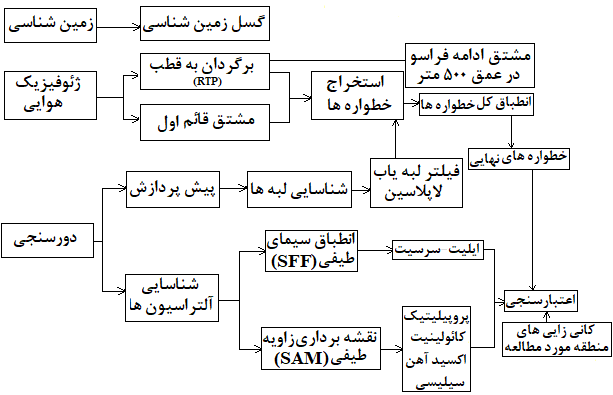 زمین شناسی
گسل زمین شناسی
ژئوفیزیک
هوایی
برگردان به قطب
(RTP)
مشتق قائم اول
استخراج
خطواره ها
مشتق ادامه فراسو
در عمق ۵۰۰ متر
انطباق کل خطواره ها
خطواره های نهایی
دورسنجی
پیش پردازش
شناسایی لبه ها
فیلتر لبه یاب
لاپلاسین
شناسایی
آلتراسیون ها
انطباق سیمای
طیفی(SFF)
ایلیت سرسیت
نقشه برداری زاویه
طیفی(SAM)
پروپیلیتیک
کائولینیت
اکسید آهن
سیلیسی
اعتبارسنجی
کانی زایی های
منطقه مورد مطالعه